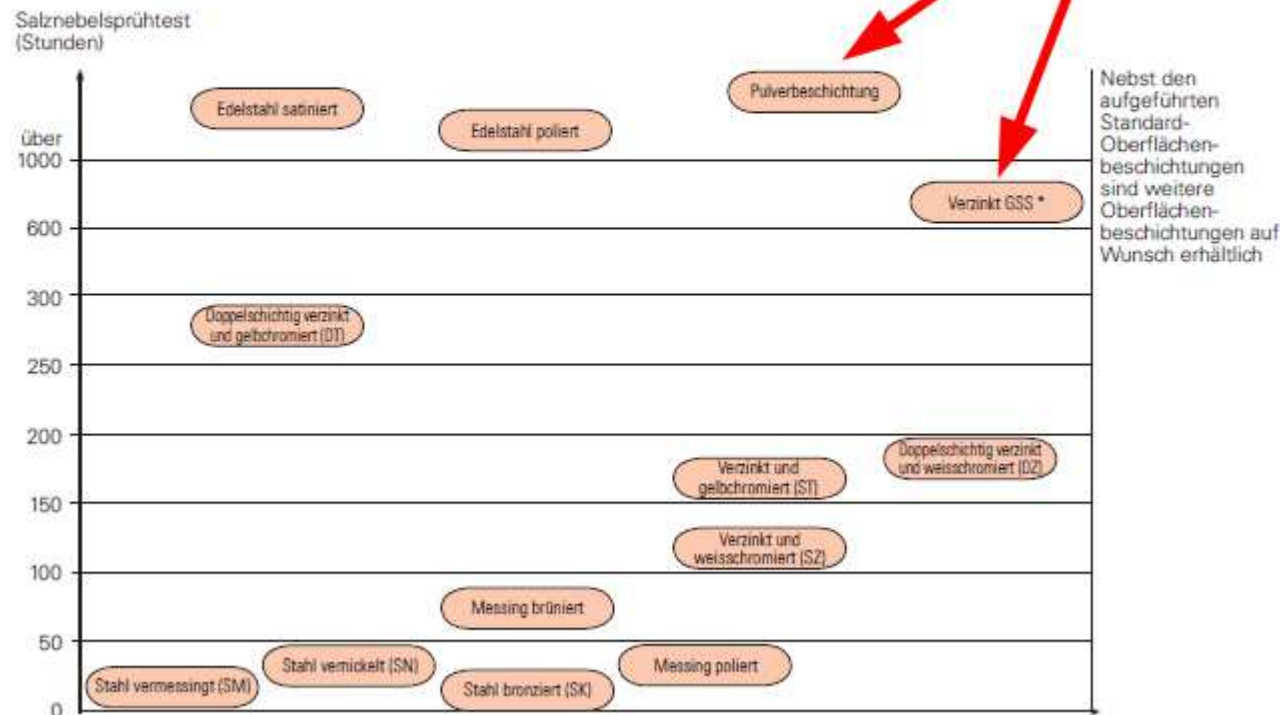 Salznebelsprühtest
(Stunden)
über
1000
600
300
250
200
150
100
50
0
Edelstahl satiniert
Edelstahl poliert
Pulverbeschichtung
Verzinkt GSS *
Doppelschichtig verzinkt
und gelbchromiert (DT)
Doppelschichtig verzinkt
und weisschromiert (DZ)
Verzinkt und
gelbchromiert (ST)
Verzinkt und
weisschromiert (SZ)
Messing brüniert
Stahl vernickelt (SN)
Messing poliert
Stahl vermessingt (SM)
Stahl bronziert (SK)
Nebst den
aufgeführten
Standard-
Oberflächen-
beschichtungen
sind weitere
Oberflächen-
beschichtungen auf
Wunsch erhältlich